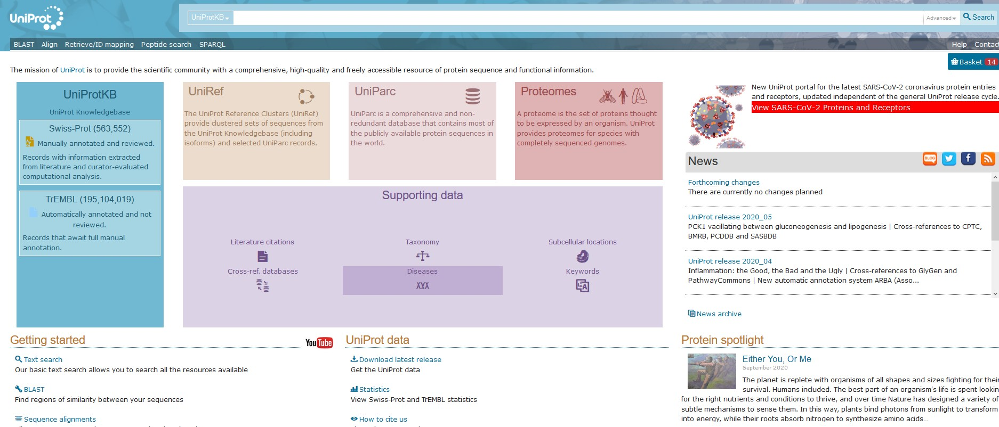 UniProt
UniProtKB
Advanced
Search
BLAST Align Retrieve/ID mapping Peptide search SPARQL
Help Contact
Basket 14
The mission of UniProt is to provide the scientific community with a comprehensive, high-quality and freely accessible resource of protein sequence and functional information.
UniProtKB
UniProt Knowledgebase
Swiss-Prot (563,552)
Manually annotated and reviewed.
Records with information extracted
from literature and curator-evaluated
computational analysis.
TrEMBL (195,104,019)
Automatically annotated and not
reviewed.
Records that await full manual
annotation.
UniRef
The UniProt Reference Clusters (UniRef)
provide clustered sets of sequences from
the UniProt Knowledgebase (including
isoforms) and selected UniParc records.
UniParc
UniParc is a comprehensive and non-
redundant database that contains most of
the publicly available protein sequences in
the world.
Proteomes
A proteome is the set of proteins thought
to be expressed by an organism. UniProt
provides proteomes for species with
completely sequenced genomes.
Supporting data
Literature citations
Taxonomy
Subcellular locations
Cross-ref. databases
Diseases
Keywords
New UniProt portal for the latest SARS-CoV-2 coronavirus protein entries
and receptors, updated independent of the general UniProt release cycle.
View SARS-CoV-2 Proteins and Receptors
News
BLOG
Forthcoming changes
There are currently no changes planned
UniProt release 2020_05
PCK1 vacillating between gluconeogenesis and lipogenesis | Cross-references to CPTC,
BMRB, PCDDB and SASBDB
UniProt release 2020_04
Inflammation: the Good, the Bad and the Ugly | Cross-references to GlyGen and
PathwayCommons | New automatic annotation system ARBA (Asso...
News archive
Getting started
YouTube
Text search
Our basic text search allows you to search all the resources available
BLAST
Find regions of similarity between your sequences
Sequence alignments
UniProt data
Download latest release
Get the UniProt data
Statistics
View Swiss-Prot and TrEMBL statistics
How to cite us
Protein spotlight
Either You, Or Me
September 2020
The planet is replete with organisms of all shapes and sizes fighting for their
survival. Humans included. The best part of an organism's life is spent lookin
for the right nutrients and conditions to thrive, and over time Nature has designed a variety of
subtle mechanisms to sense them. In this way, plants bind photons from sunlight to transform
into energy, while their roots absorb nitrogen to synthesize amino acids...